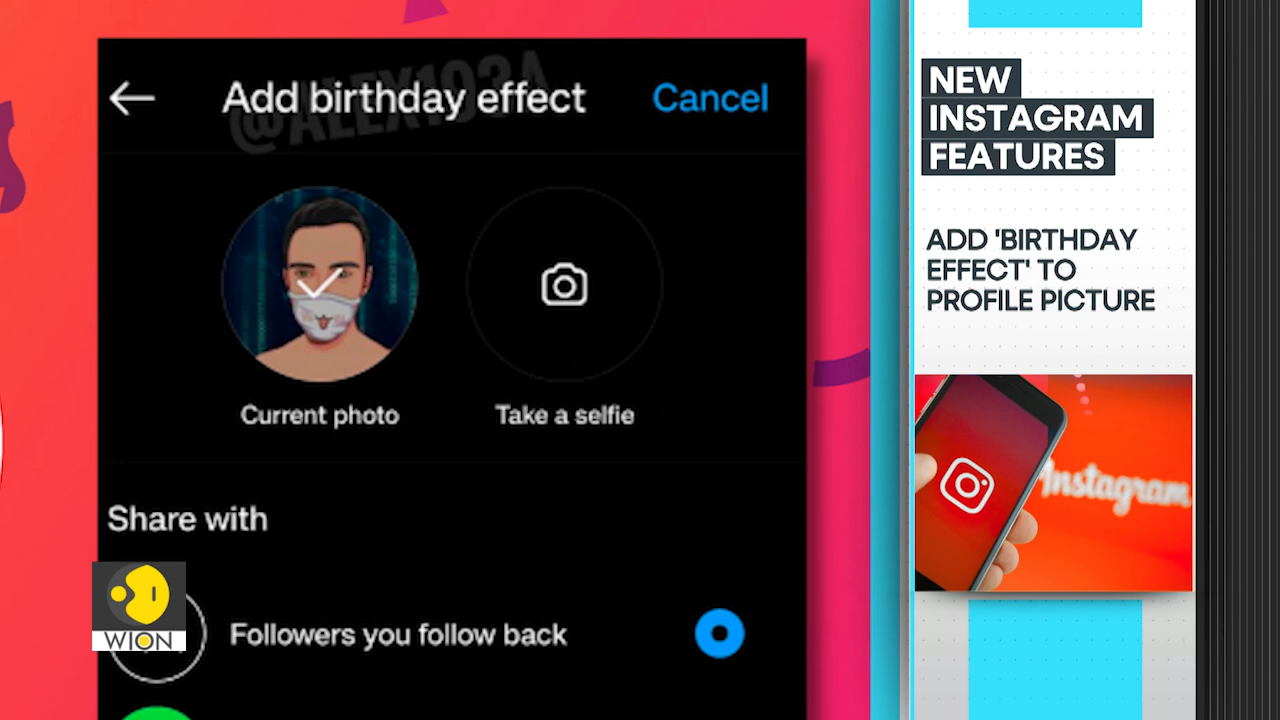 Add birthday effect
Cancel
@ALEX193A
Current photo
Take a selfie
Share with
Followers you follow back
WION
NEW
INSTAGRAM
FEATURES
ADD 'BIRTHDAY
EFFECT' TO
PROFILE PICTURE
Instagram